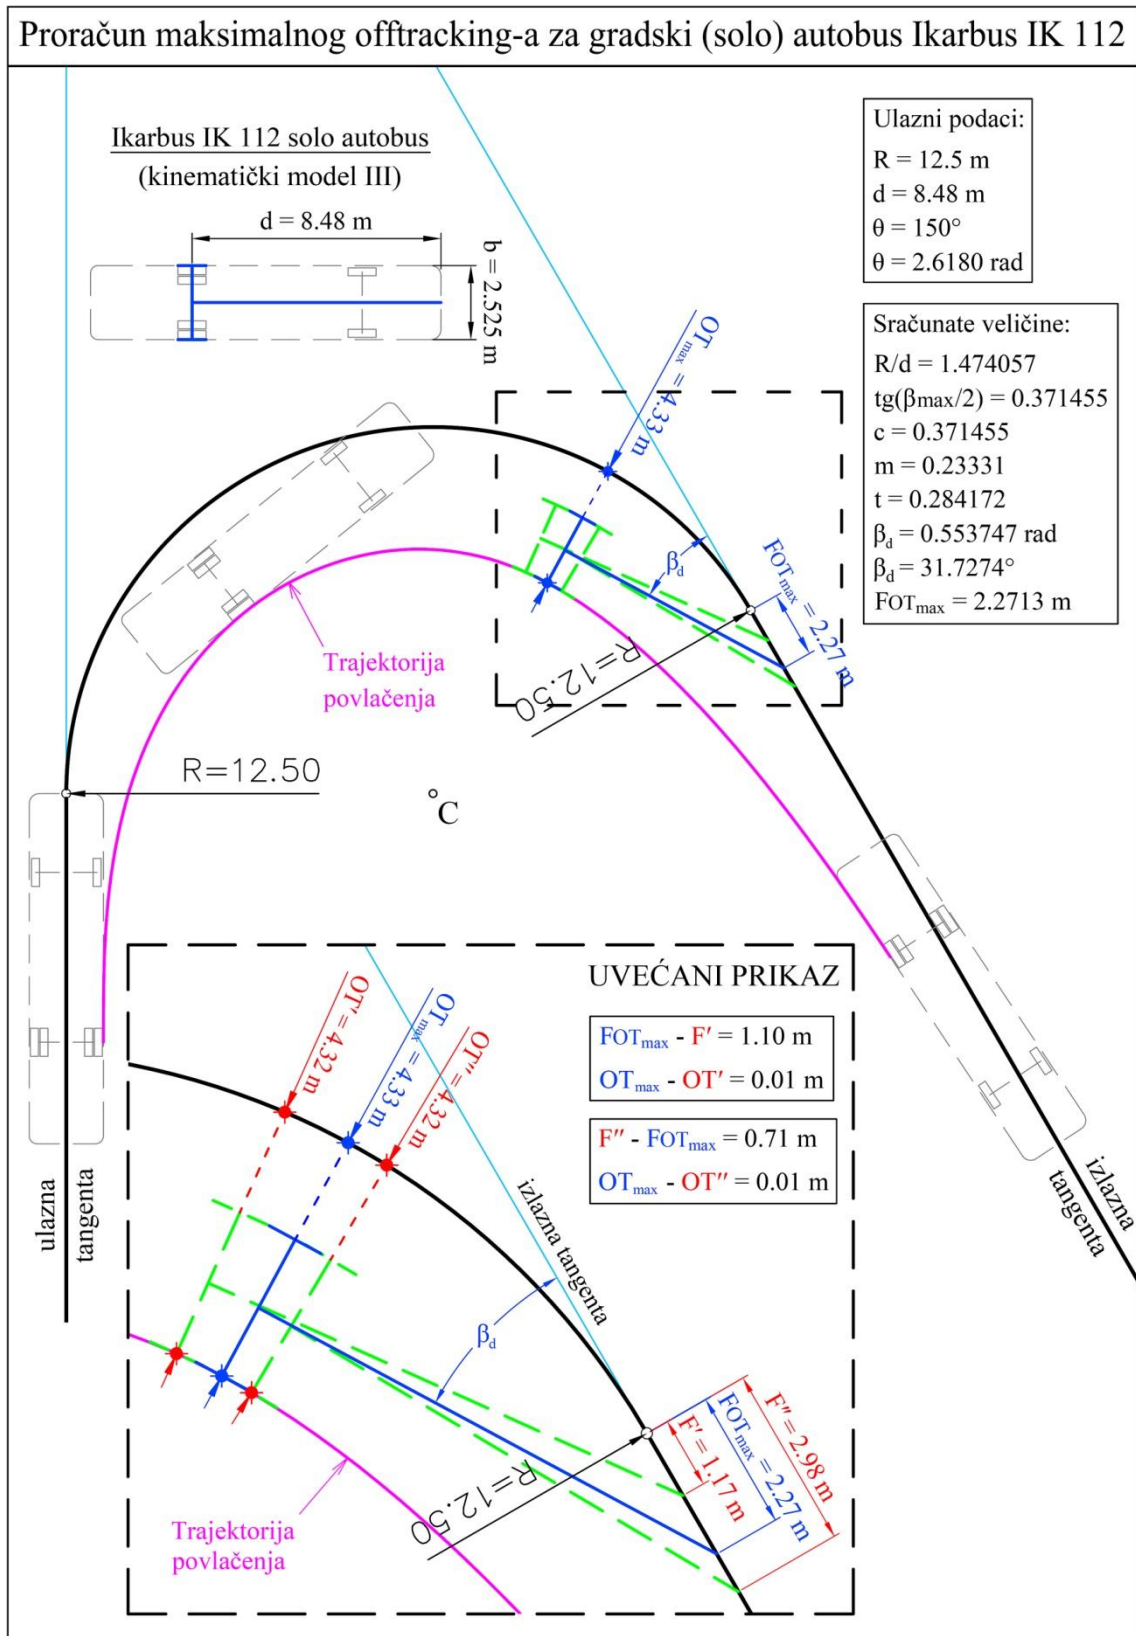 Proračun maksimalnog offtracking-a za gradski (solo) autobus Ikarbus IK 112
Ikarbus IK 112 solo autobus
(kinematički model III)
d = 8.48 m
b = 2.525 m
Ulazni podaci:
R = 12.5 m
d = 8.48 m
θ = 150°
θ = 2.6180 rad
Sračunate veličine:
R/d = 1.474057
tg(βmax/2) = 0.371455
c = 0.371455
m = 0.23331
t = 0.284172
βd = 0.553747 rad
βd = 31.7274°
FOTmax = 2.2713 m
OTmax = 4.33 m
βd
FOTmax = 2.27 m
R=12.50
Trajektorija
povlačenja
R=12.50
C
ulazna
tangenta
izlazna
tangenta
UVEĆANI PRIKAZ
FOTmax - F′ = 1.10 m
OTmax - OT′ = 0.01 m
F″ - FOTmax = 0.71 m
OTmax - OT″ = 0.01 m
OT′ = 4.32 m
OTmax = 4.33 m
OT″ = 4.32 m
izlazna tangenta
βd
F″ = 2.98 m
FOTmax = 2.27 m
F′ = 1.17 m
R=12.50
Trajektorija
povlačenja